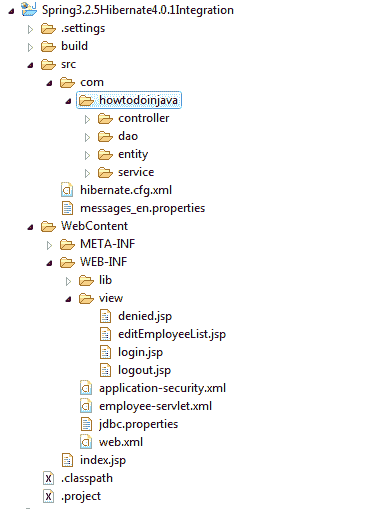 Spring3.2.5Hibernate4.0.1Integration
.settings
build
src
com
howtodoinjava
controller
dao
entity
service
hibernate.cfg.xml
messages_en.properties
WebContent
META-INF
WEB-INF
lib
view
denied.jsp
editEmployeeList.jsp
login.jsp
logout.jsp
application-security.xml
employee-servlet.xml
jdbc.properties
web.xml
index.jsp
.classpath
.project